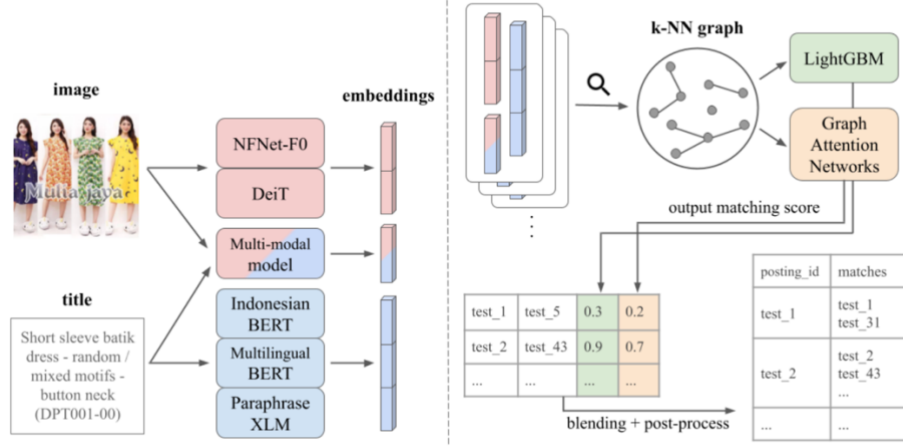 image
Mulia jaya
title
Short sleeve batik
dress - random /
mixed motifs -
button neck
(DPT001-00)
NFNet-F0
DeiT
Multi-modal
model
Indonesian
BERT
Multilingual
BERT
Paraphrase
XLM
embeddings
k-NN graph
LightGBM
Graph
Attention
Networks
output matching score
test_1 test_5 0.3 0.2
test_2 test_43 0.9 0.7
... ... ... ...
blending + post-process
posting_id matches
test_1
test_1
test_31
test_2
test_2
test_43
...
... ...